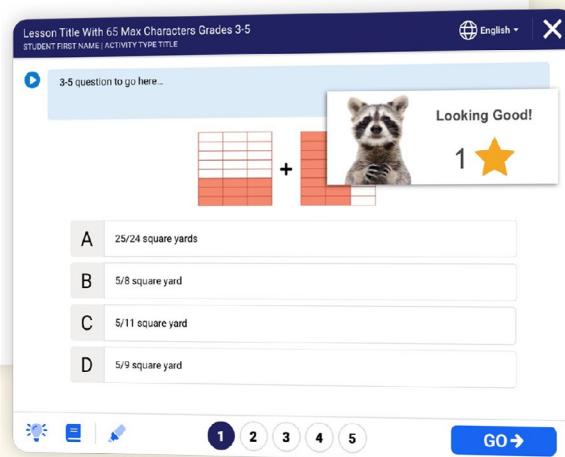 Lesson Title With 65 Max Characters Grades 3-5
STUDENT FIRST NAME | ACTIVITY TYPE TITLE
English
3-5 question to go here...
Looking Good!
1
+
A 25/24 square yards
B 5/8 square yard
C 5/11 square yard
D 5/9 square yard
1 2 3 4 5
GO